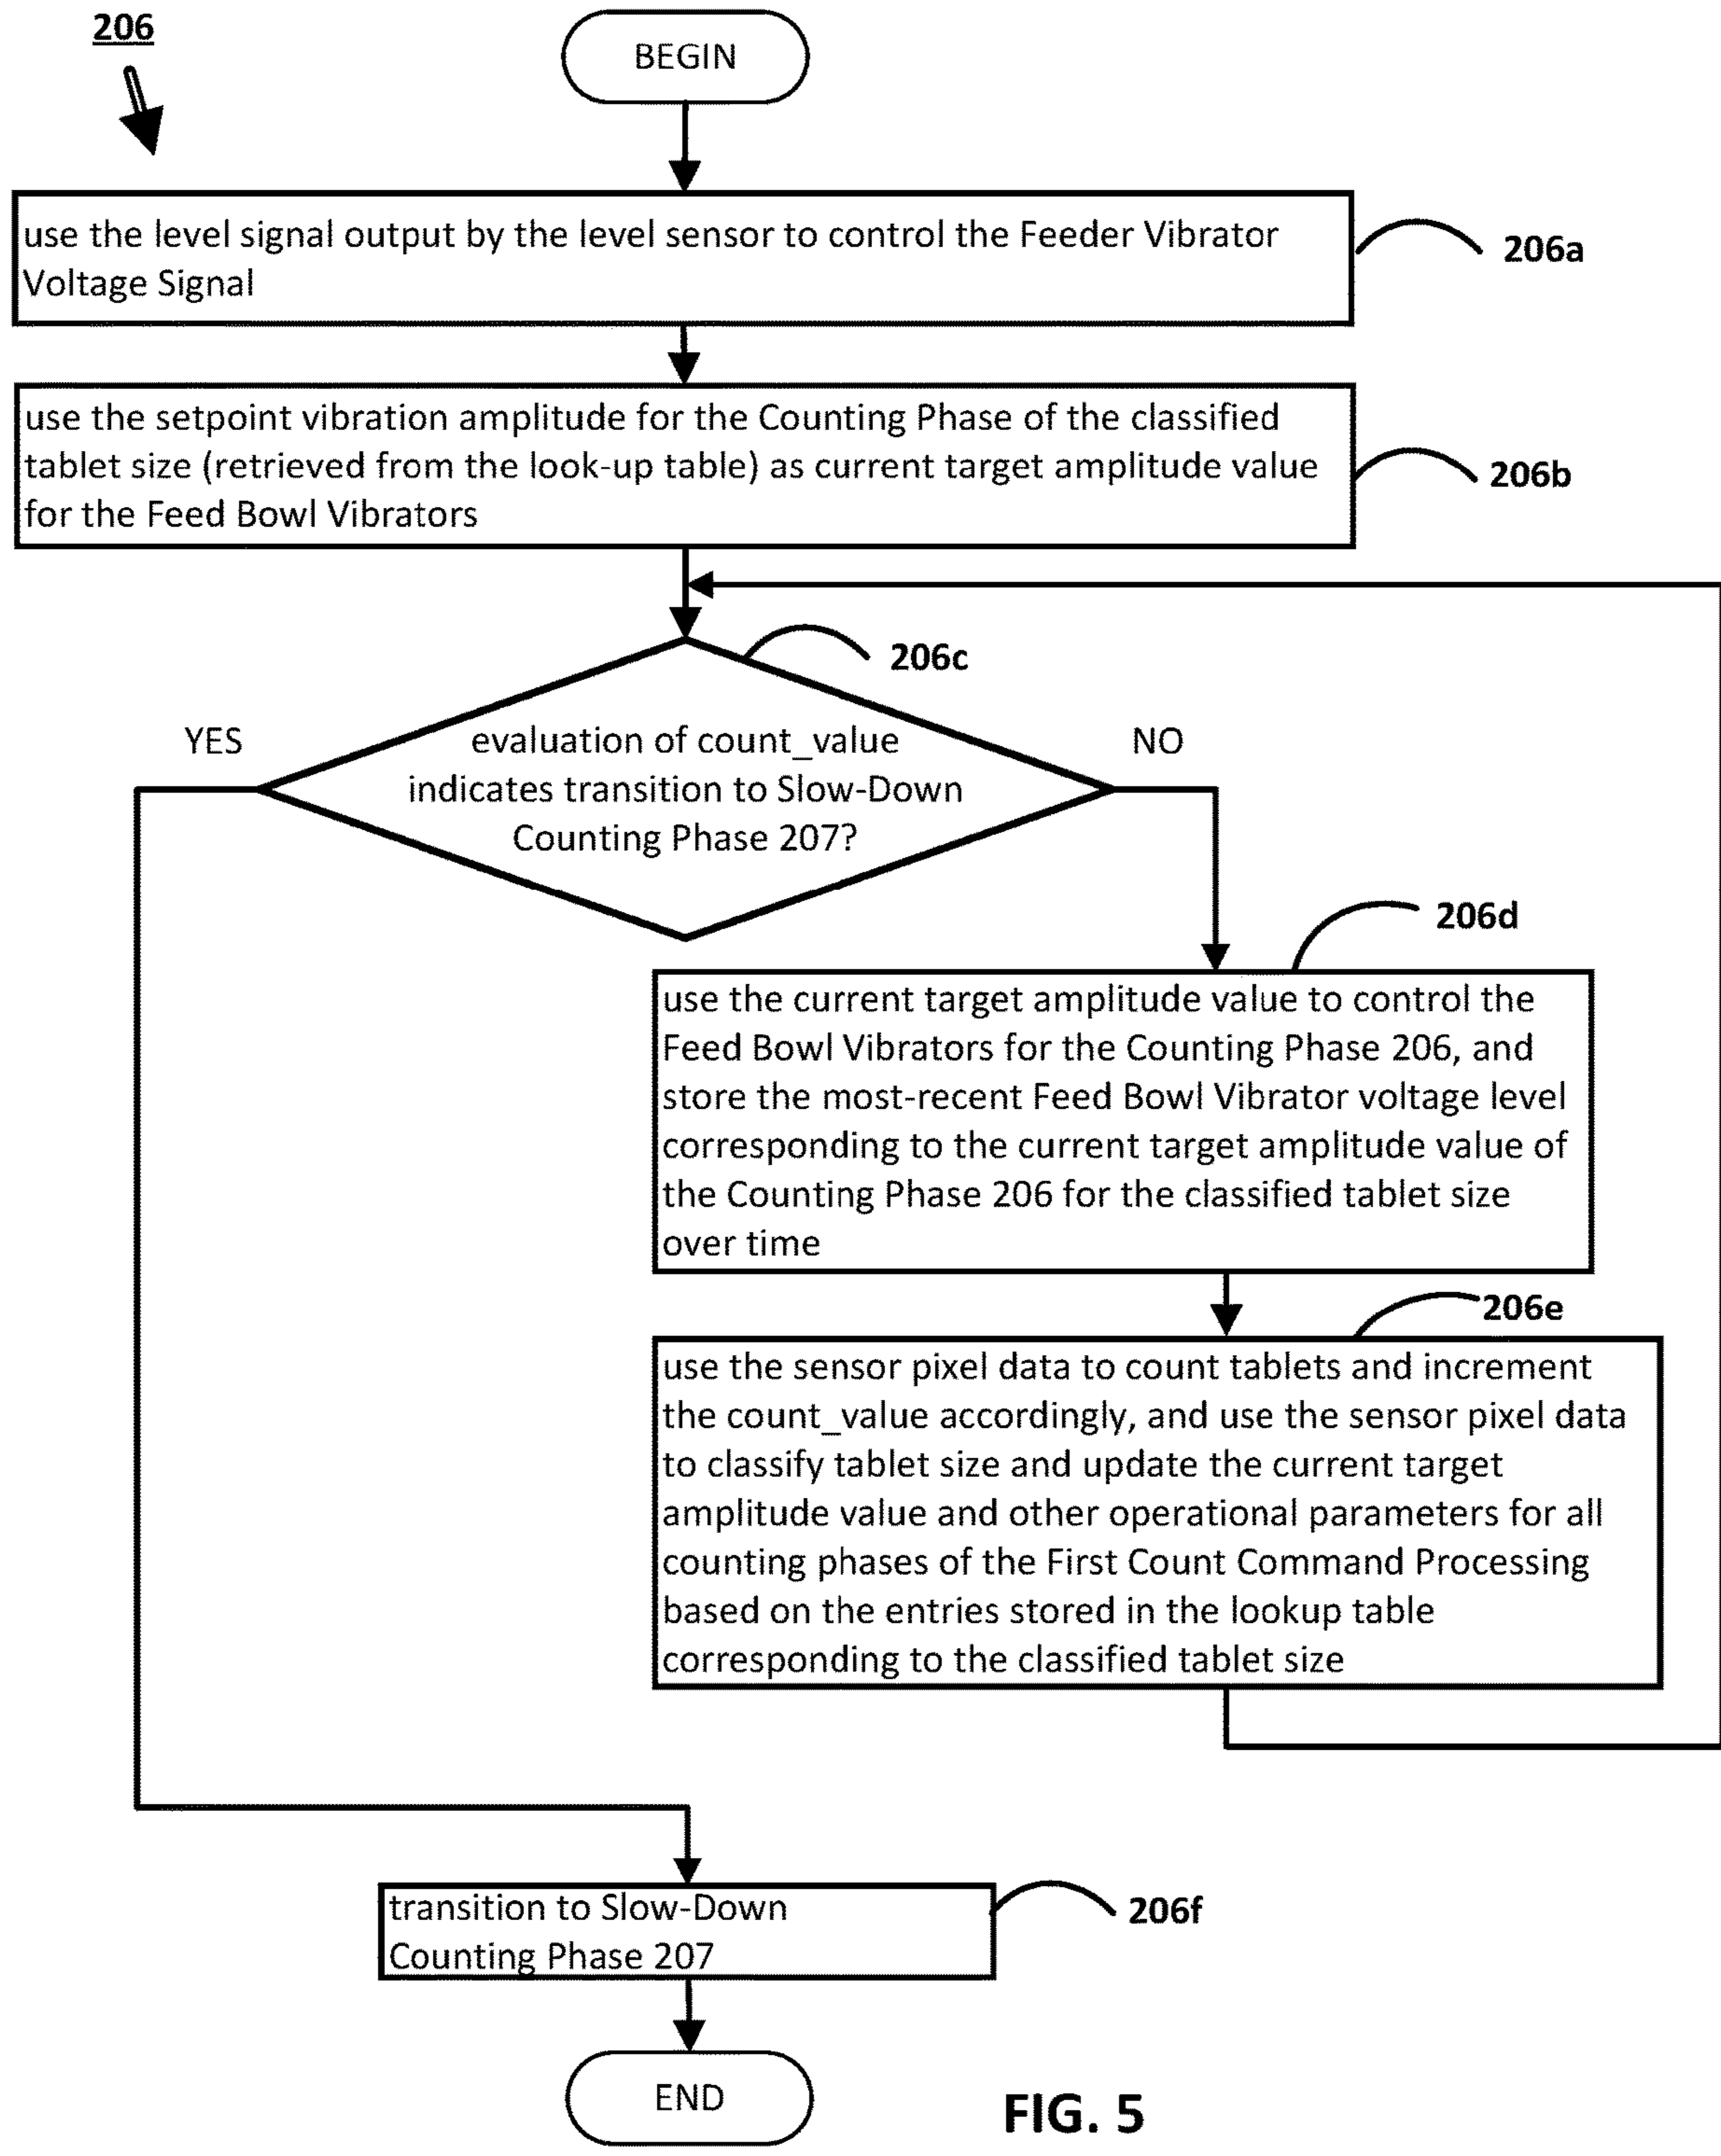 206
BEGIN
use the level signal output by the level sensor to control the Feeder Vibrator
Voltage Signal
206a
use the setpoint vibration amplitude for the Counting Phase of the classified
tablet size (retrieved from the look-up table) as current target amplitude value
for the Feed Bowl Vibrators
206b
206c
YES
evaluation of count_value
indicates transition to Slow-Down
Counting Phase 207?
NO
206d
use the current target amplitude value to control the
Feed Bowl Vibrators for the Counting Phase 206, and
store the most-recent Feed Bowl Vibrator voltage level
corresponding to the current target amplitude value of
the Counting Phase 206 for the classified tablet size
over time
206e
use the sensor pixel data to count tablets and increment
the count_value accordingly, and use the sensor pixel data
to classify tablet size and update the current target
amplitude value and other operational parameters for all
counting phases of the First Count Command Processing
based on the entries stored in the lookup table
corresponding to the classified tablet size
transition to Slow-Down
Counting Phase 207
206f
END
FIG. 5